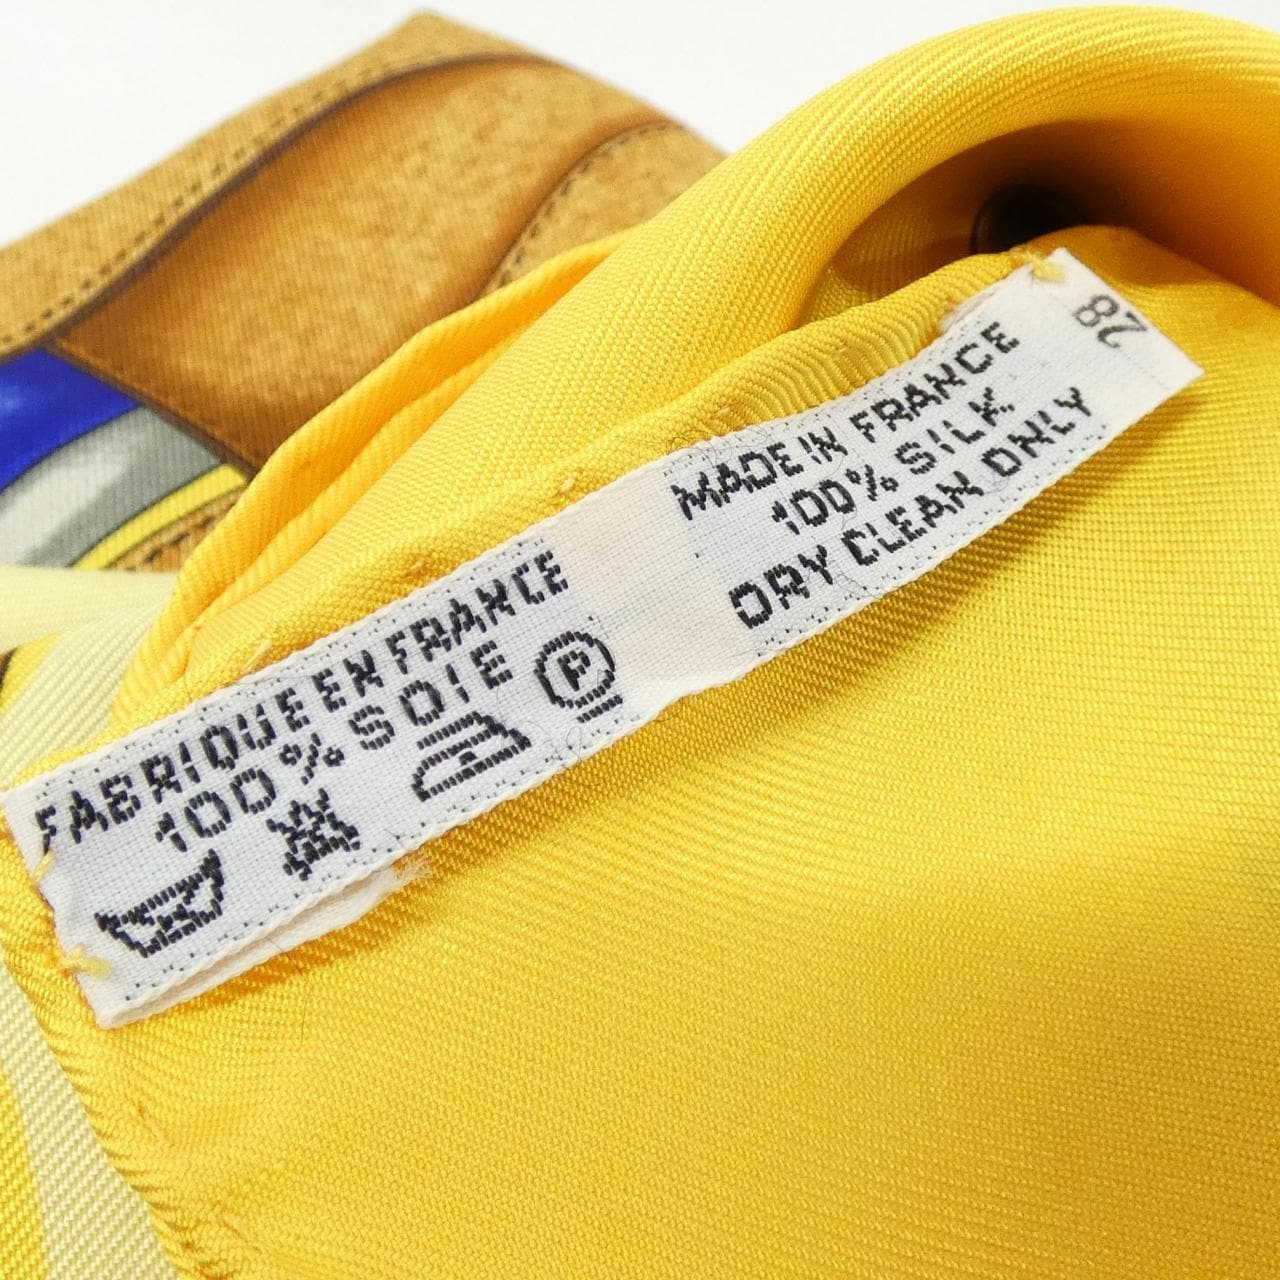 FABRIQUE EN FRANCE
100% SOIE
P
MADE IN FRANCE
100% SILK
DRY CLEAN ONLY
28